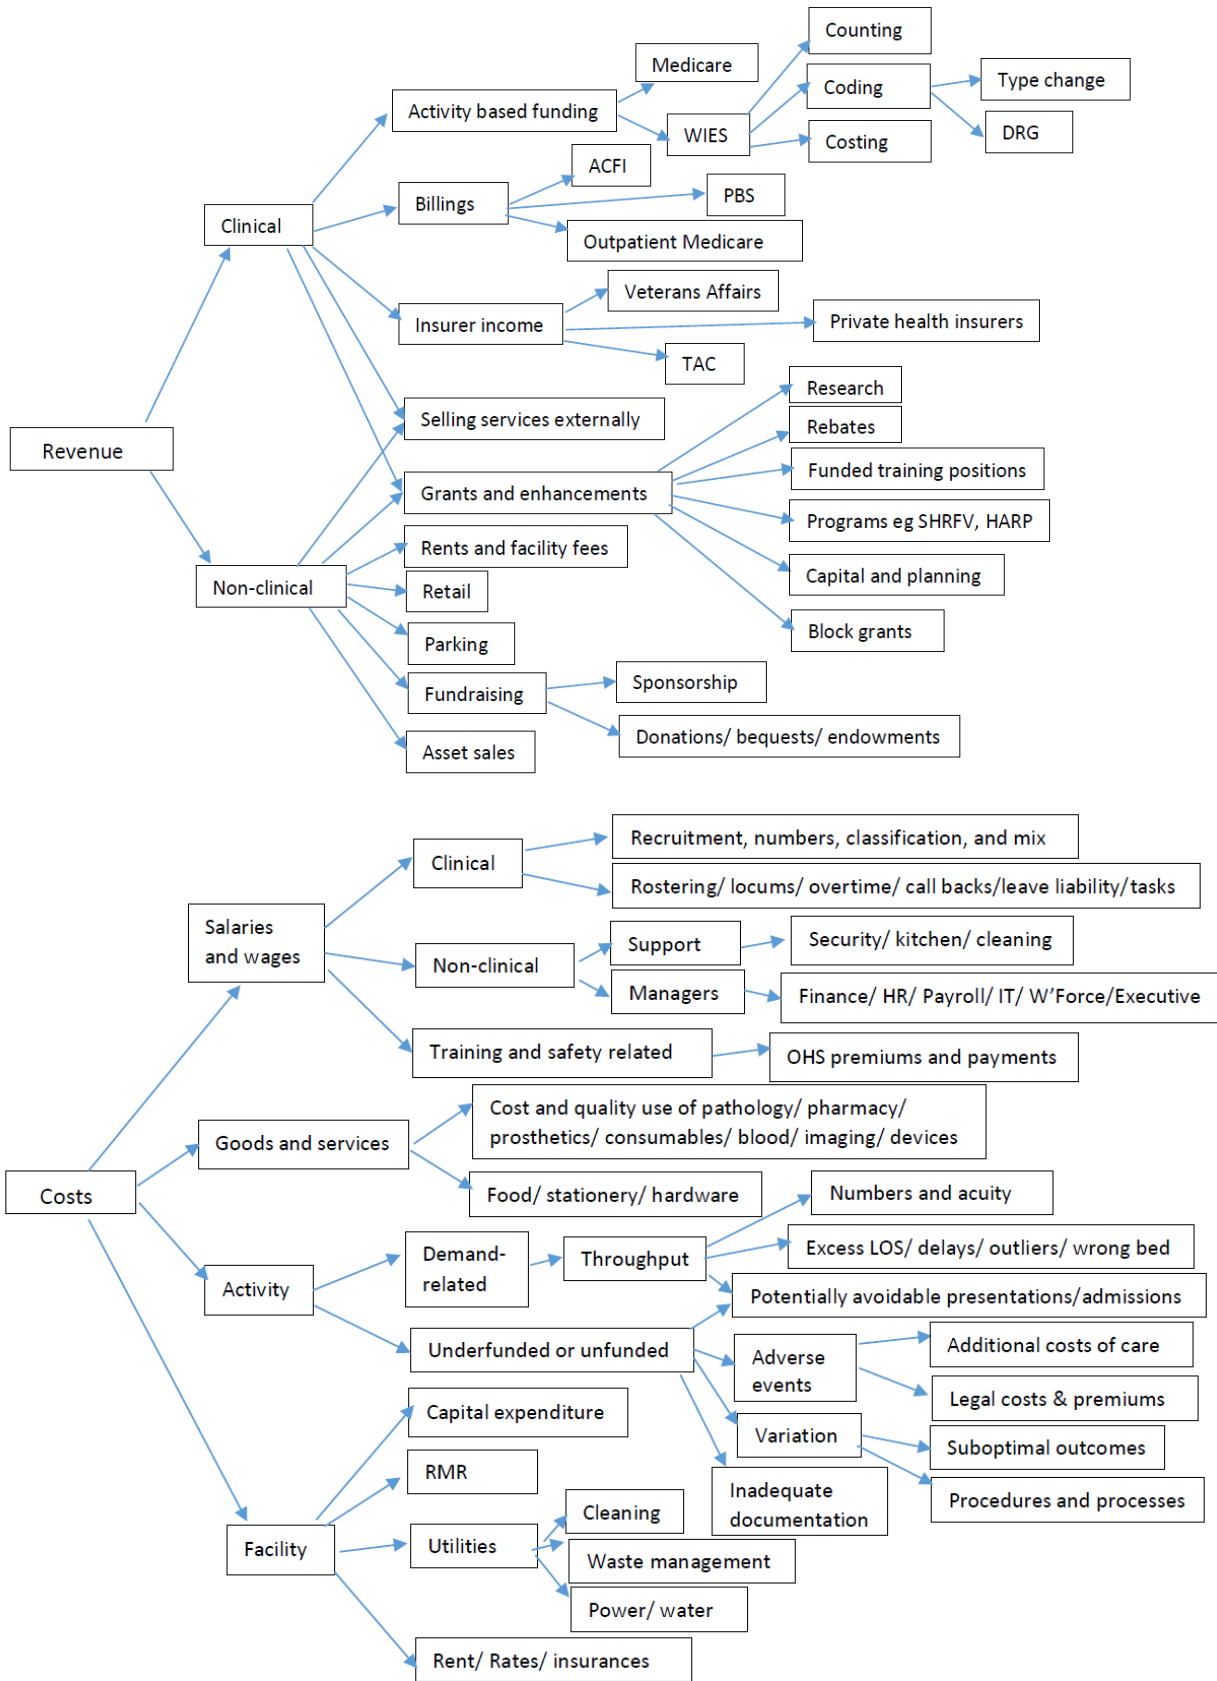 Counting
Medicare
Coding
Type change
Activity based funding
WIES
Costing
DRG
ACFI
Billings
PBS
Clinical
Outpatient Medicare
Veterans Affairs
Insurer income
Private health insurers
TAC
Research
Selling services externally
Rebates
Revenue
Funded training positions
Grants and enhancements
Programs eg SHRFV, HARP
Rents and facility fees
Capital and planning
Non-clinical
Retail
Block grants
Parking
Sponsorship
Fundraising
Donations/ bequests/ endowments
Asset sales
Recruitment, numbers, classification, and mix
Clinical
Rostering/ locums/ overtime/ call backs/leave liability/tasks
Salaries
and wages
Support
Security/ kitchen/ cleaning
Non-clinical
Managers
Finance/ HR/ Payroll/ IT/ W’Force/Executive
Training and safety related
OHS premiums and payments
Cost and quality use of pathology/ pharmacy/
prosthetics/ consumables/ blood/ imaging/ devices
Goods and services
Food/ stationery/ hardware
Costs
Numbers and acuity
Demand-
related
Throughput
Excess LOS/ delays/ outliers/ wrong bed
Activity
Potentially avoidable presentations/admissions
Underfunded or unfunded
Adverse
events
Additional costs of care
Legal costs & premiums
Capital expenditure
Variation
Suboptimal outcomes
RMR
Inadequate
documentation
Procedures and processes
Cleaning
Facility
Utilities
Waste management
Power/ water
Rent/ Rates/ insurances